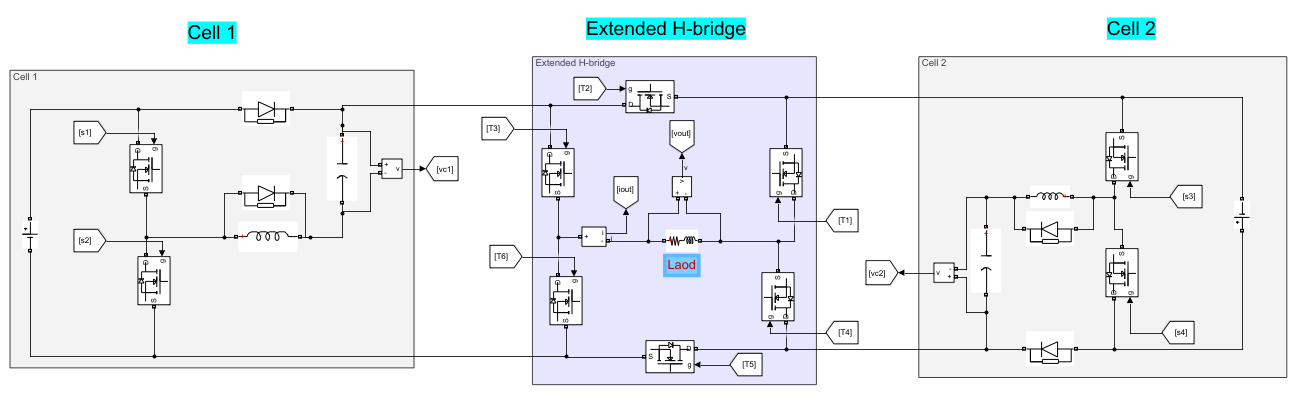 Cell 1
Extended H-bridge
Cell 2
Cell 1
Extended H-bridge
Cell 2
[T2]
g
D
S
[s1]
[T3]
[vout]
D
g
S
D
g
S
S
g
D
D
g
S
+
-
v
[vc1]
[iout]
v
+
-
[s3]
[T1]
[s2]
+
i
-
[T6]
Laod
D
g
S
D
g
S
S
g
D
[vc2]
v
-
+
S
g
D
[T4]
[s4]
S
D
g
[T5]